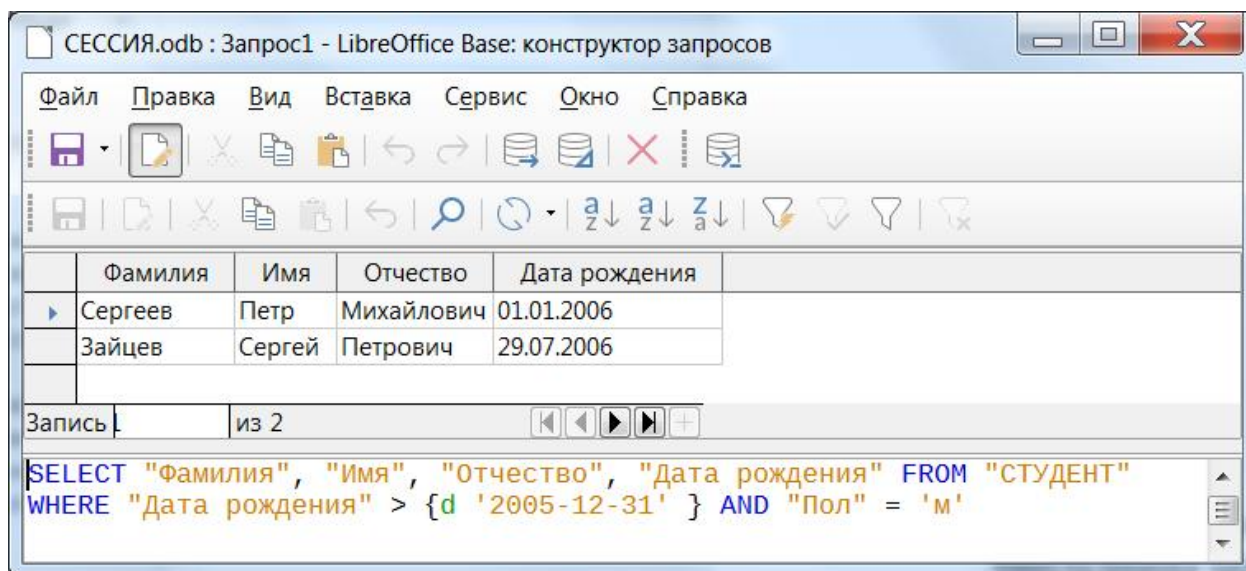 СЕССИЯ.odb : Запрос1 - LibreOffice Base: конструктор запросов
Файл Правка Вид Вставка Сервис Окно Справка
Фамилия Имя Отчество Дата рождения
Сергеев Петр Михайлович 01.01.2006
Зайцев Сергей Петрович 29.07.2006
Запись 1 из 2
SELECT "Фамилия", "Имя", "Отчество", "Дата рождения" FROM "СТУДЕНТ"
WHERE "Дата рождения" > {d '2005-12-31' } AND "Пол" = 'м'